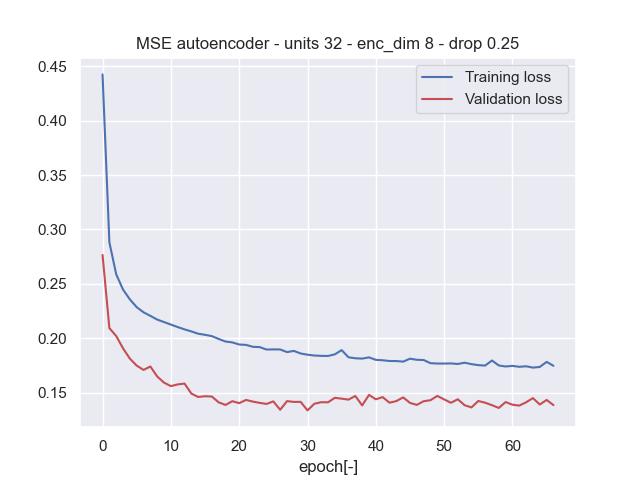 MSE autoencoder - units 32 - enc_dim 8 - drop 0.25
Training loss
Validation loss
0.45
0.40
0.35
0.30
0.25
0.20
0.15
0 10 20 30 40 50 60
epoch[-]